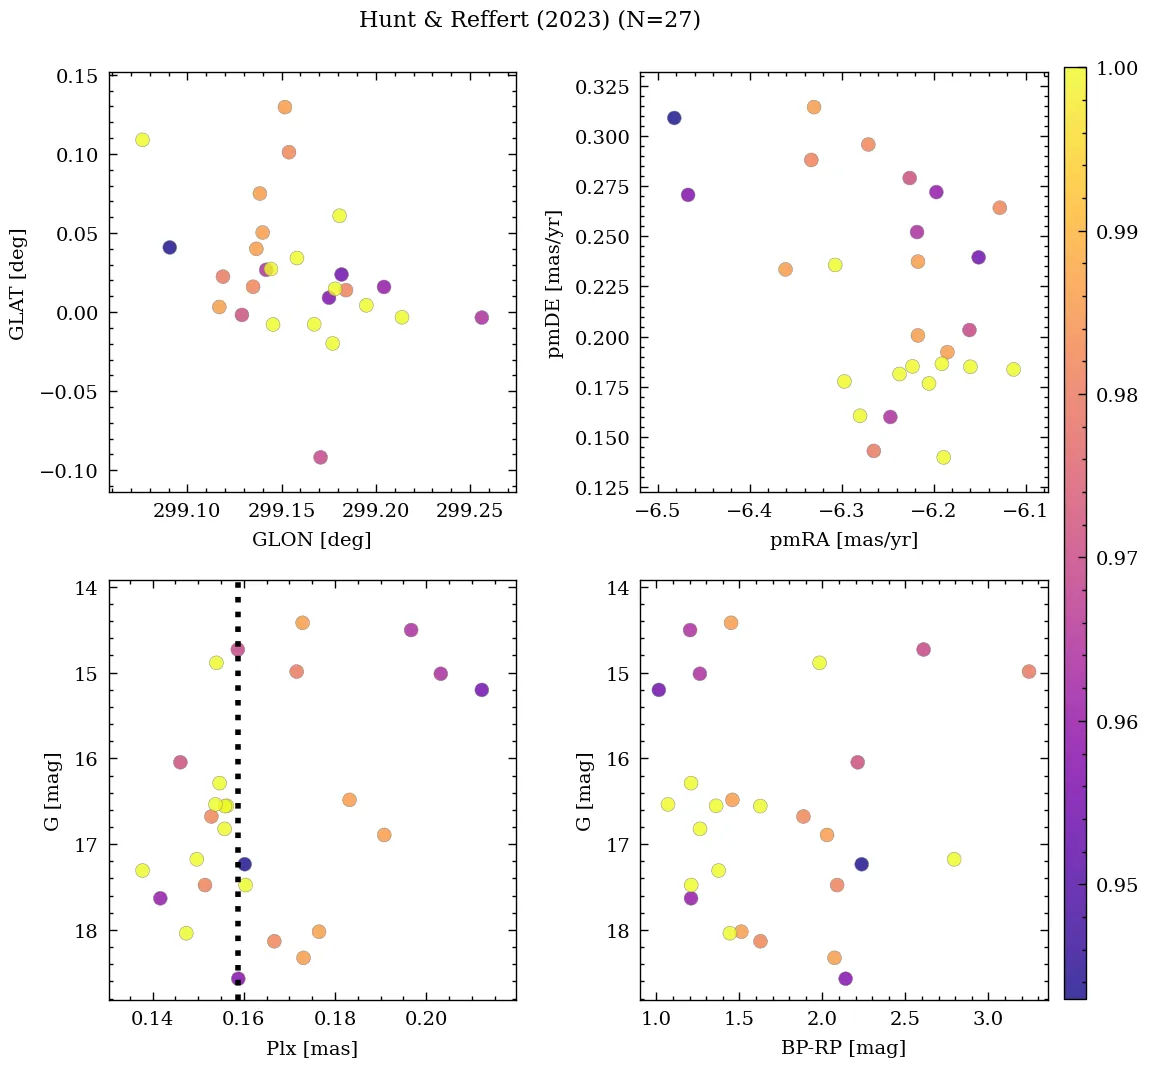 Hunt & Reffert (2023) (N=27)
0.15
0.10
0.05
0.00
−0.05
−0.10
GLAT [deg]
299.10 299.15 299.20 299.25
GLON [deg]
0.325
0.300
0.275
0.250
0.225
0.200
0.175
0.150
0.125
pmDE [mas/yr]
−6.5 −6.4 −6.3 −6.2 −6.1
pmRA [mas/yr]
14
15
16
17
18
G [mag]
0.14 0.16 0.18 0.20
Plx [mas]
14
15
16
17
18
G [mag]
1.0 1.5 2.0 2.5 3.0
BP-RP [mag]
1.00
0.99
0.98
0.97
0.96
0.95